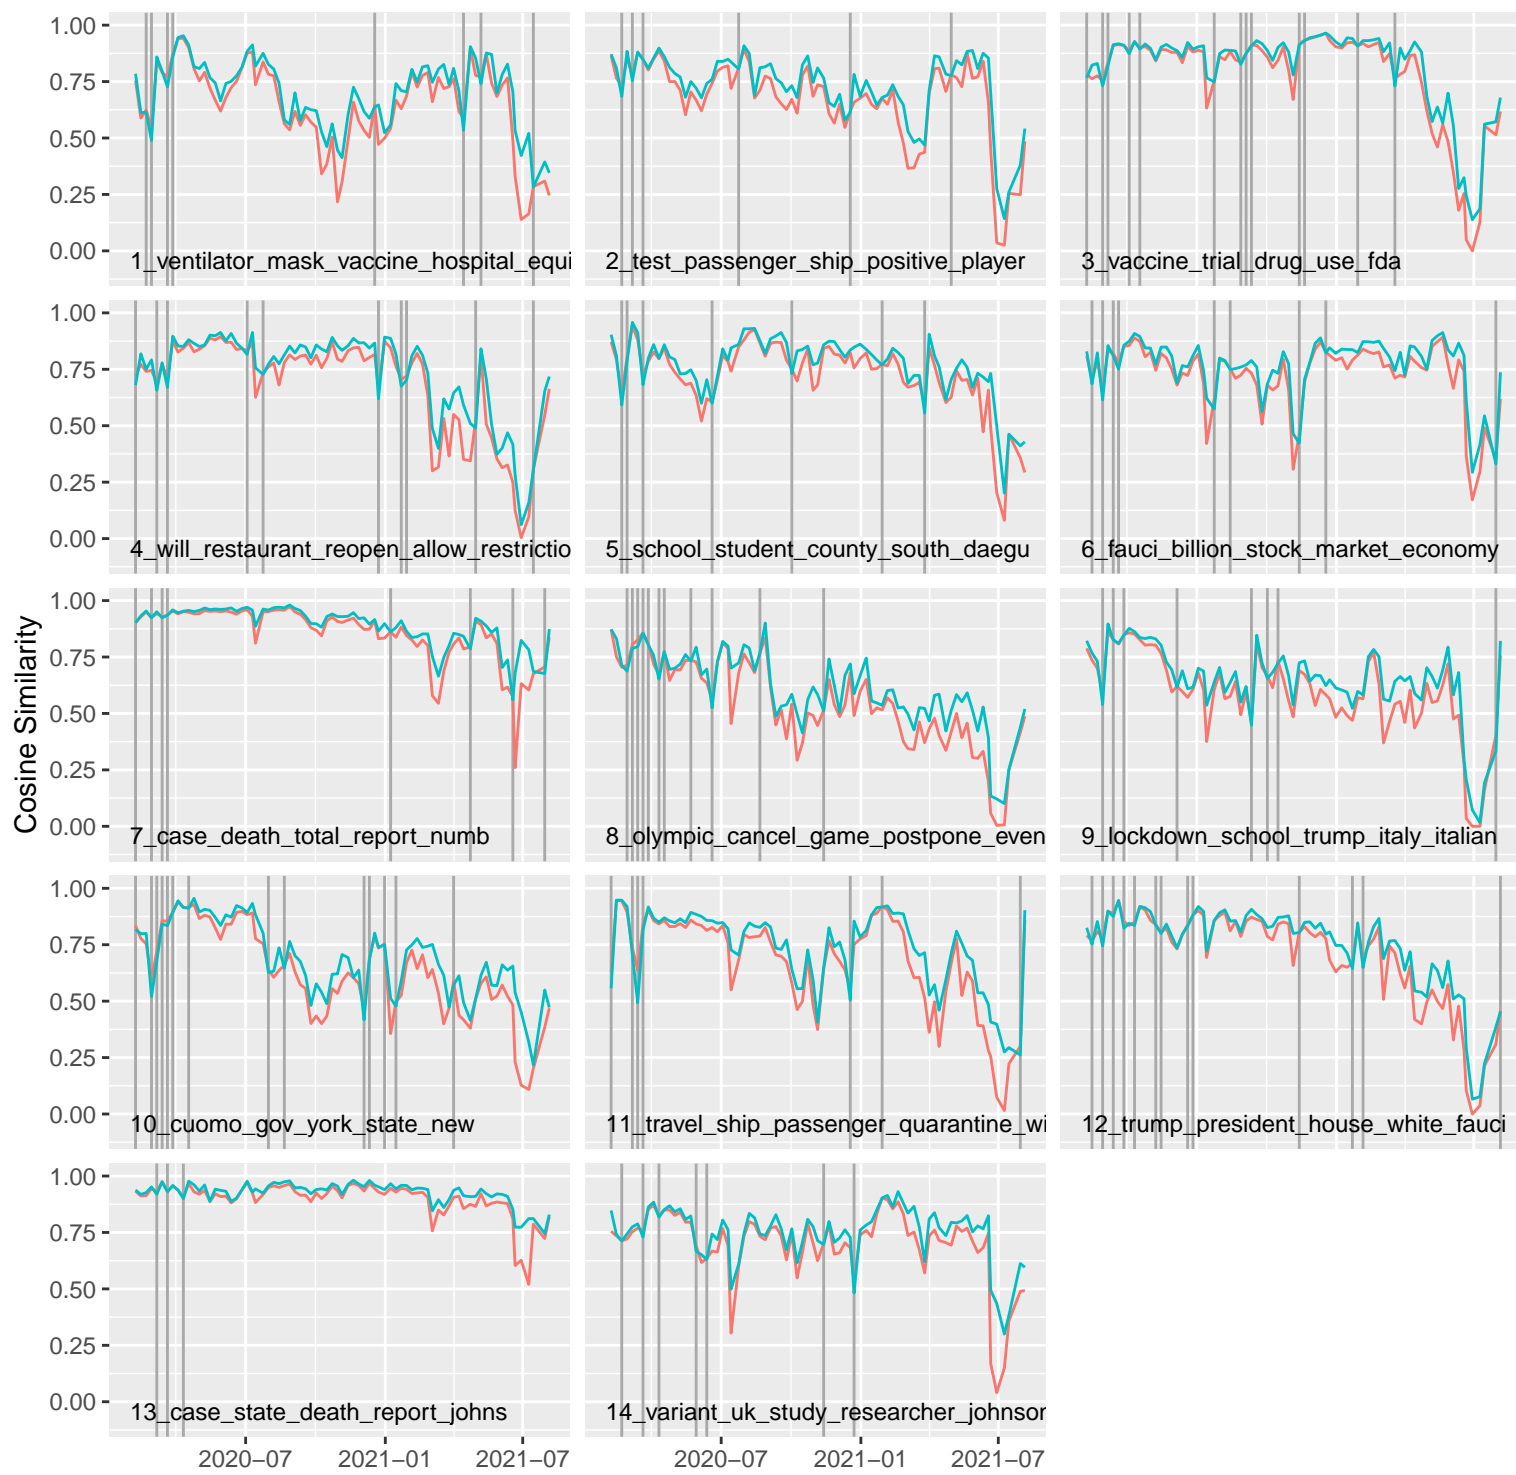 1.00
0.75
0.50
0.25
0.00
1_ventilator_mask_vaccine_hospital_equi
2_test_passenger_ship_positive_player
3_vaccine_trial_drug_use_fda
1.00
0.75
0.50
0.25
0.00
4_will_restaurant_reopen_allow_restrictio
5_school_student_county_south_daegu
6_fauci_billion_stock_market_economy
Cosine Similarity
1.00
0.75
0.50
0.25
0.00
7_case_death_total_report_numb
8_olympic_cancel_game_postpone_even
9_lockdown_school_trump_italy_italian
1.00
0.75
0.50
0.25
0.00
10_cuomo_gov_york_state_new
11_travel_ship_passenger_quarantine_wi
12_trump_president_house_white_fauci
1.00
0.75
0.50
0.25
0.00
13_case_state_death_report_johns
14_variant_uk_study_researcher_johnson
2020−07 2021−01 2021−07 2020−07 2021−01 2021−07